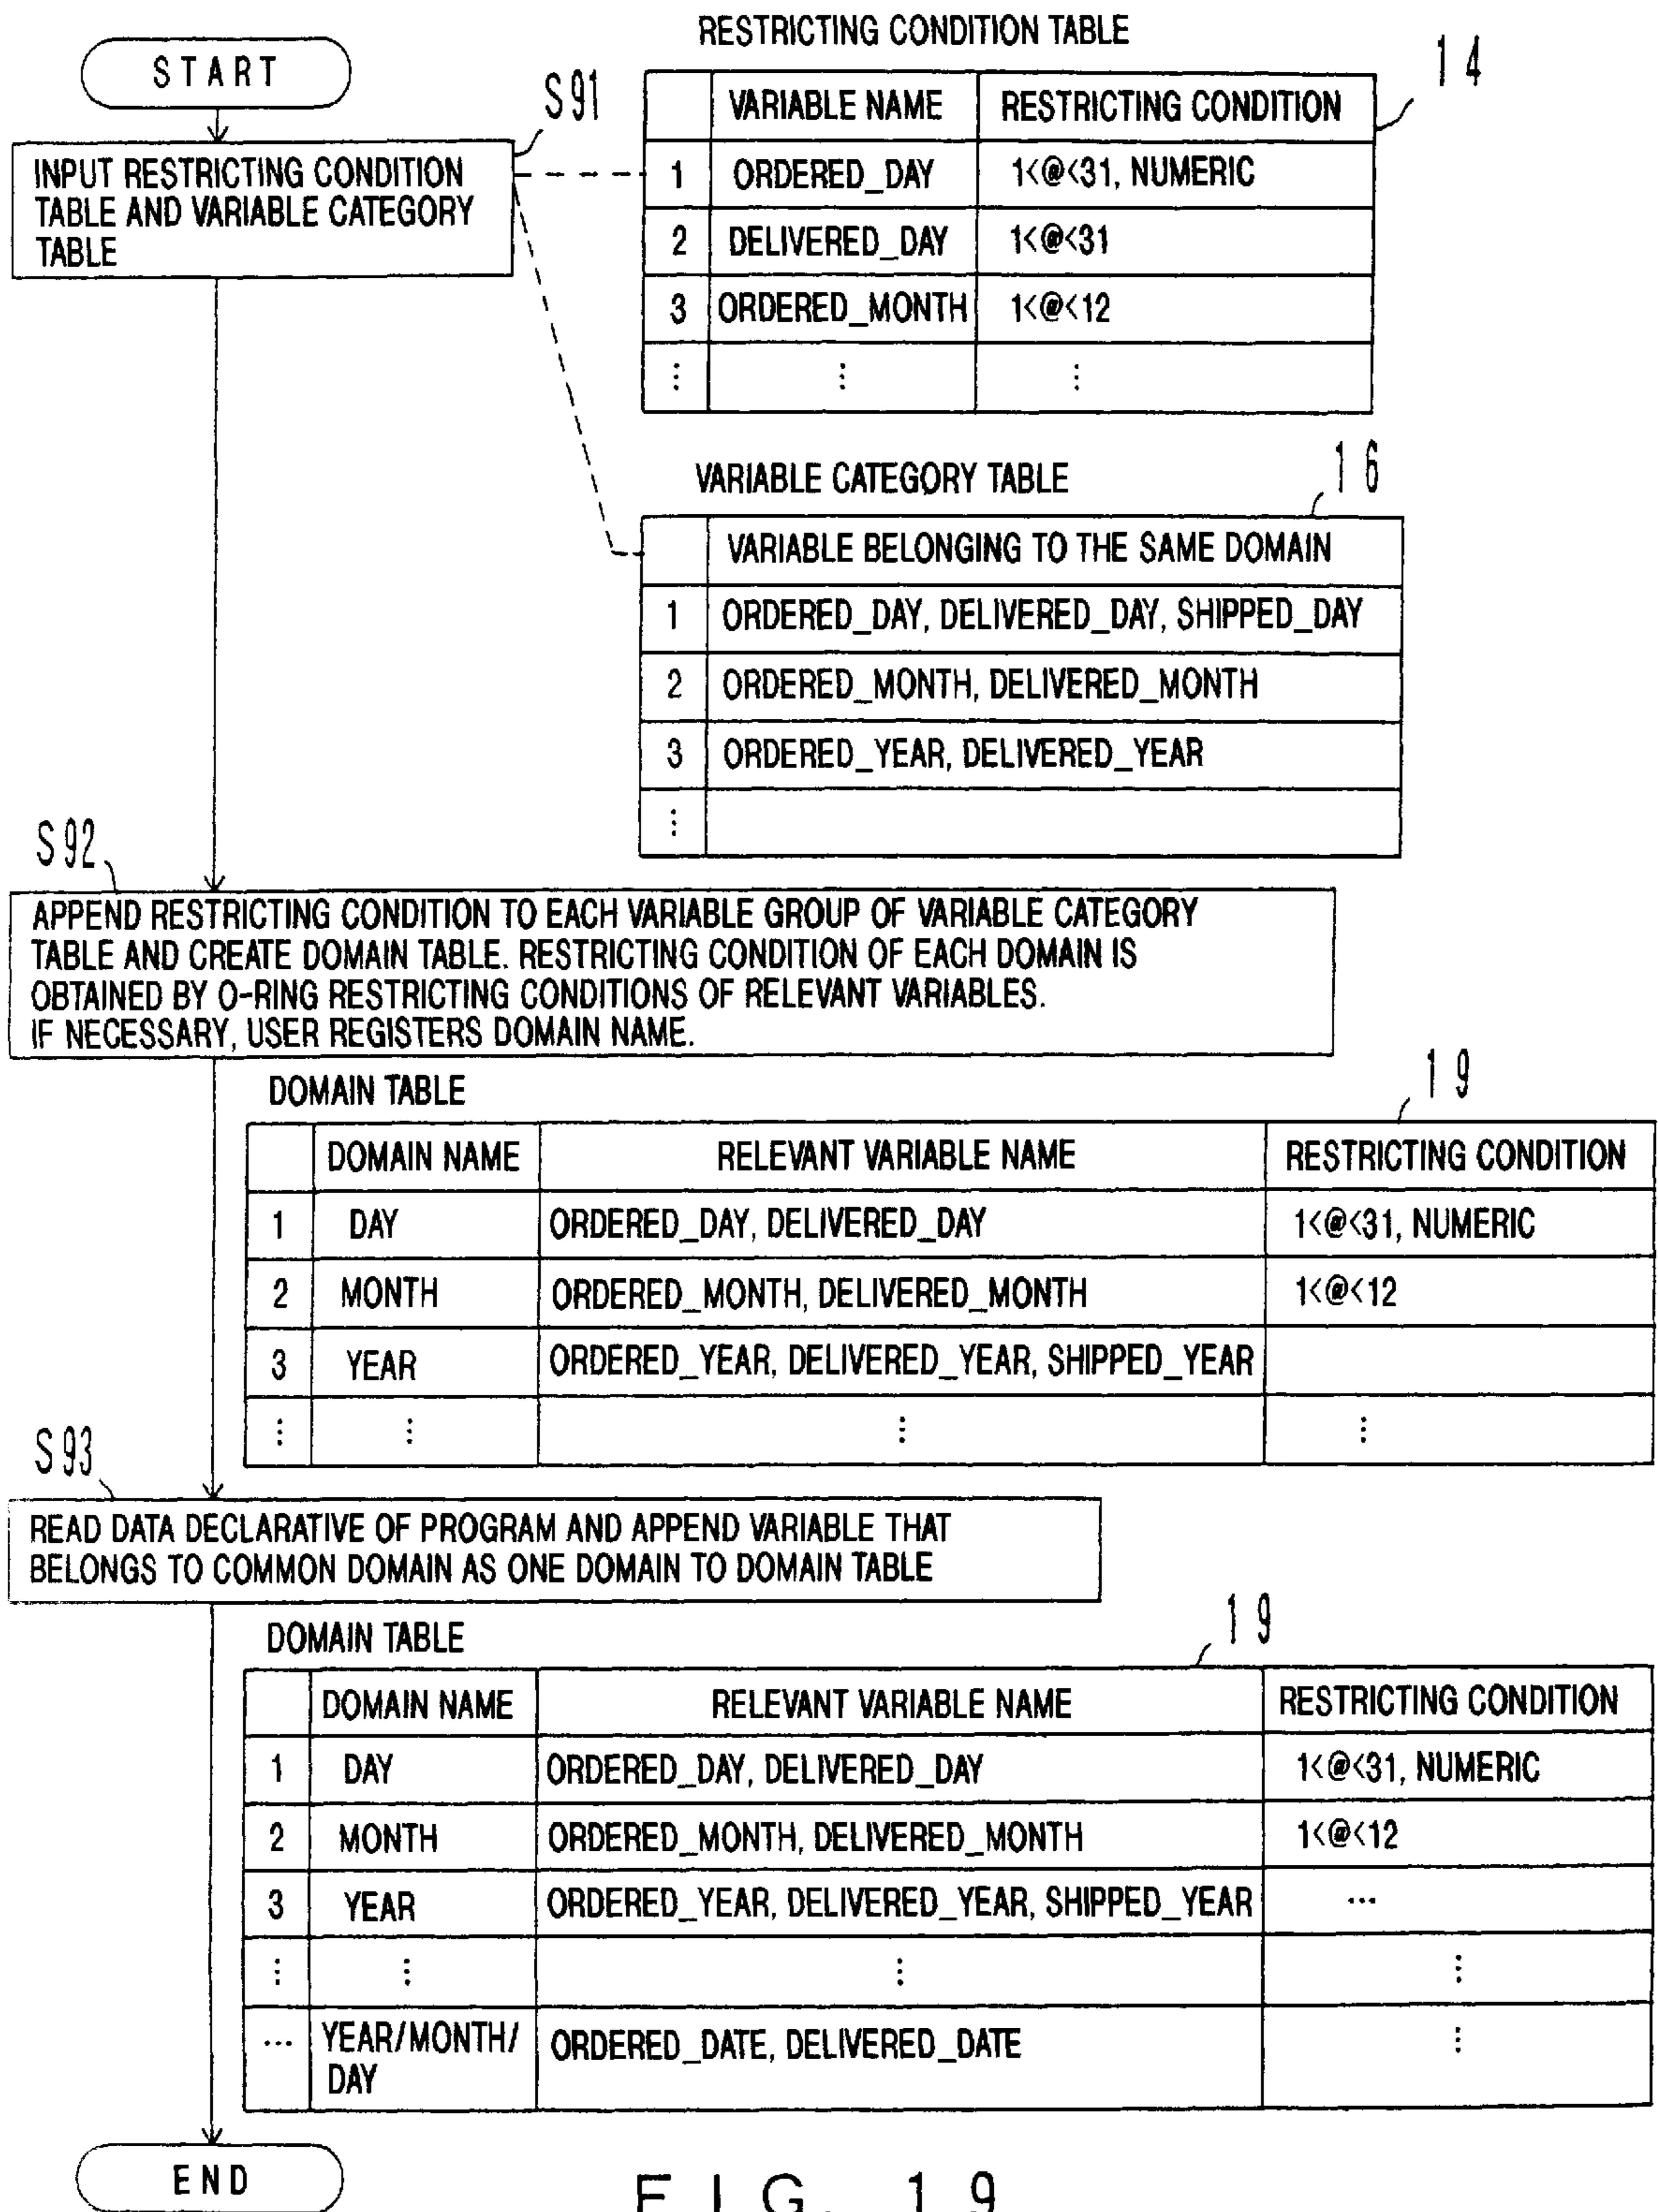 START
S91
INPUT RESTRICTING CONDITION
TABLE AND VARIABLE CATEGORY
TABLE
RESTRICTING CONDITION TABLE
14
VARIABLE NAME RESTRICTING CONDITION
1 ORDERED_DAY 1<@<31, NUMERIC
2 DELIVERED_DAY 1<@<31
3 ORDERED_MONTH 1<@<12
⋮ ⋮ ⋮
VARIABLE CATEGORY TABLE
16
VARIABLE BELONGING TO THE SAME DOMAIN
1 ORDERED_DAY, DELIVERED_DAY, SHIPPED_DAY
2 ORDERED_MONTH, DELIVERED_MONTH
3 ORDERED_YEAR, DELIVERED_YEAR
⋮
S92
APPEND RESTRICTING CONDITION TO EACH VARIABLE GROUP OF VARIABLE CATEGORY
TABLE AND CREATE DOMAIN TABLE. RESTRICTING CONDITION OF EACH DOMAIN IS
OBTAINED BY O-RING RESTRICTING CONDITIONS OF RELEVANT VARIABLES.
IF NECESSARY, USER REGISTERS DOMAIN NAME.
DOMAIN TABLE
19
DOMAIN NAME RELEVANT VARIABLE NAME RESTRICTING CONDITION
1 DAY ORDERED_DAY, DELIVERED_DAY 1<@<31, NUMERIC
2 MONTH ORDERED_MONTH, DELIVERED_MONTH 1<@<12
3 YEAR ORDERED_YEAR, DELIVERED_YEAR, SHIPPED_YEAR
⋮ ⋮ ⋮ ⋮
S93
READ DATA DECLARATIVE OF PROGRAM AND APPEND VARIABLE THAT
BELONGS TO COMMON DOMAIN AS ONE DOMAIN TO DOMAIN TABLE
DOMAIN TABLE
19
DOMAIN NAME RELEVANT VARIABLE NAME RESTRICTING CONDITION
1 DAY ORDERED_DAY, DELIVERED_DAY 1<@<31, NUMERIC
2 MONTH ORDERED_MONTH, DELIVERED_MONTH 1<@<12
3 YEAR ORDERED_YEAR, DELIVERED_YEAR, SHIPPED_YEAR ...
⋮ ⋮ ⋮ ⋮
... YEAR/MONTH/ ORDERED_DATE, DELIVERED_DATE ⋮
DAY
END
FIG. 19